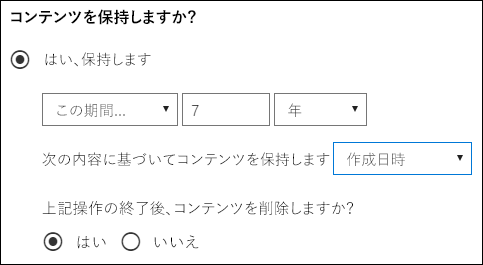 コンテンツを保持しますか?
はい、保持します
この期間... 7 年
次の内容に基づいてコンテンツを保持します 作成日時
上記操作の終了後、コンテンツを削除しますか?
はい いいえ